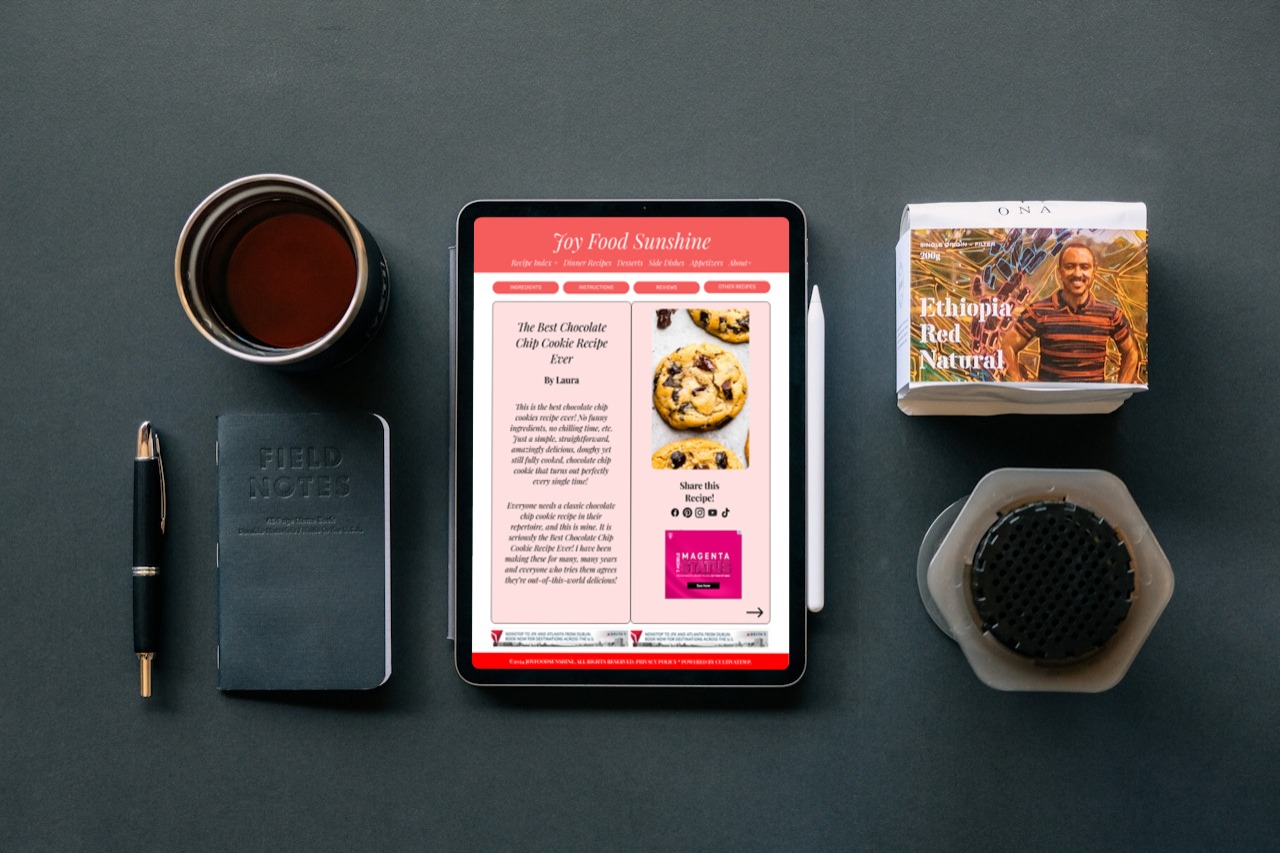 FIELD
NOTES
48-Page Memo Book
Joy Food Sunshine
Recipe Index + Dinner Recipes Desserts Side Dishes Appetizers About+
INGREDIENTS
INSTRUCTIONS
REVIEWS
OTHER RECIPES
The Best Chocolate
Chip Cookie Recipe
Ever
By Laura
This is the best chocolate chip
cookies recipe ever! No funny
ingredients, no chilling time, etc.
Just a simple, straightforward,
amazingly delicious, doughy yet
still fully cooked, chocolate chip
cookie that turns out perfectly
every single time!
Everyone needs a classic chocolate
chip cookie recipe in their
repertoire, and this is mine. It is
seriously the Best Chocolate Chip
Cookie Recipe Ever! I have been
making these for many, many years
and everyone who tries them agrees
they're out-of-this-world delicious!
Share this
Recipe!
MAGENTA
STATUS
NONSTOP TO JFK AND ATLANTA FROM DUBLIN.
BOOK NOW FOR DESTINATIONS ACROSS THE U.S.
NONSTOP TO JFK AND ATLANTA FROM DUBLIN.
BOOK NOW FOR DESTINATIONS ACROSS THE U.S.
©2024 JOYFOODSUNSHINE. ALL RIGHTS RESERVED. PRIVACY POLICY * POWERED BY CULTIVATEWP.
ONA
SINGLE ORIGIN – FILTER
200g
Ethiopia
Red
Natural